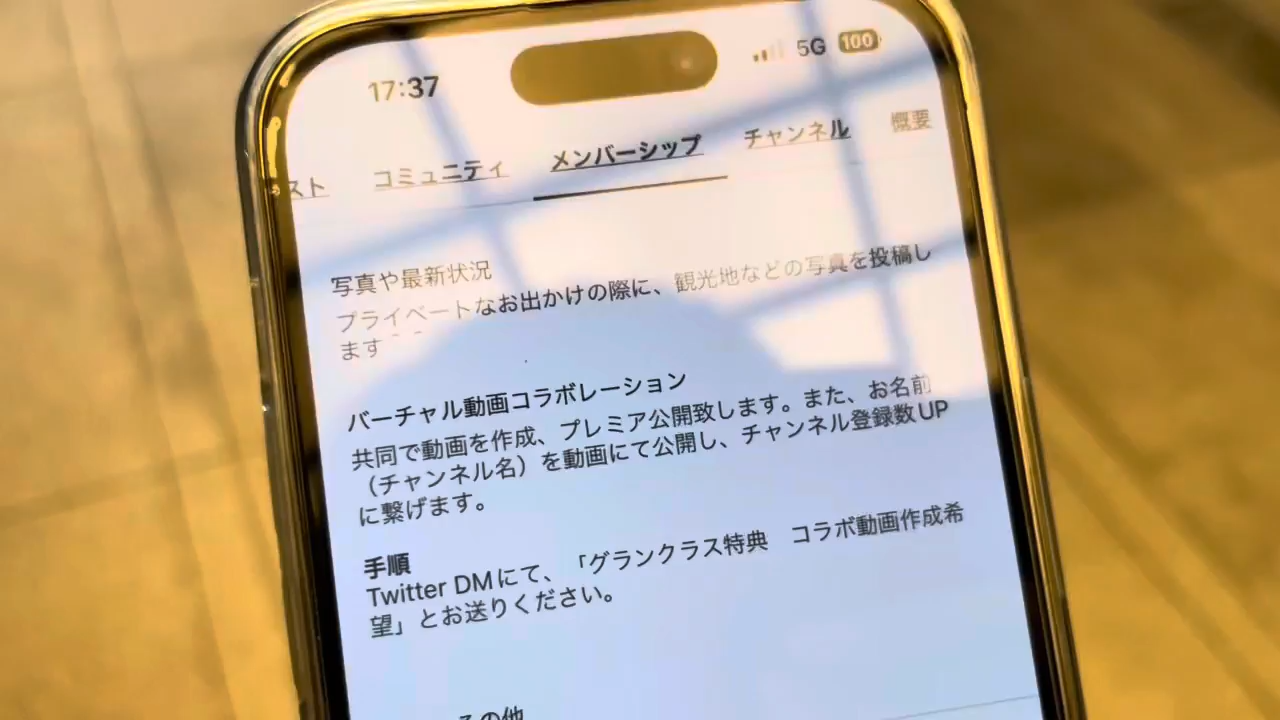 17:37
5G 100
スト コミュニティ メンバーシップ チャンネル 概要
写真や最新状況
プライベートなお出かけの際に、観光地などの写真を投稿し
ます
バーチャル動画コラボレーション
共同で動画を作成、プレミア公開致します。また、お名前
（チャンネル名）を動画にて公開し、チャンネル登録数UP
に繋げます。
手順
Twitter DMにて、「グランクラス特典 コラボ動画作成希
望」とお送りください。
その他